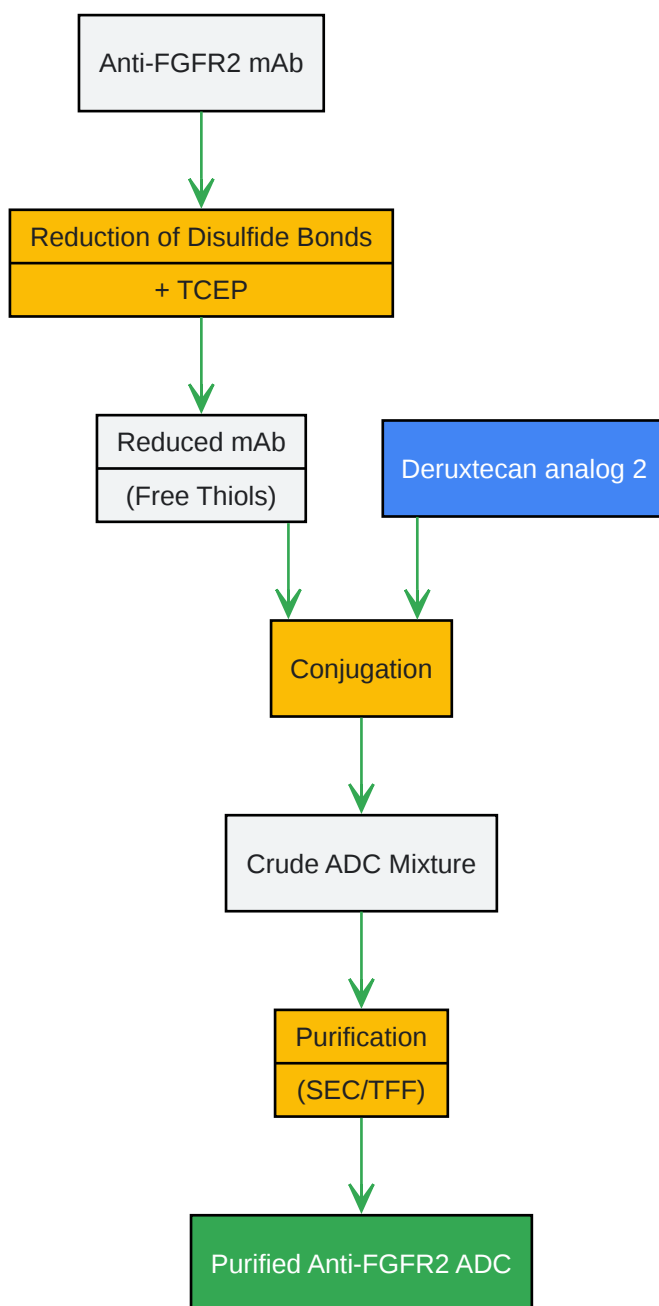 Anti-FGFR2 mAb
Reduction of Disulfide Bonds
+ TCEP
Reduced mAb
(Free Thiols)
Deruxtecan analog 2
Conjugation
Crude ADC Mixture
Purification
(SEC/TFF)
Purified Anti-FGFR2 ADC